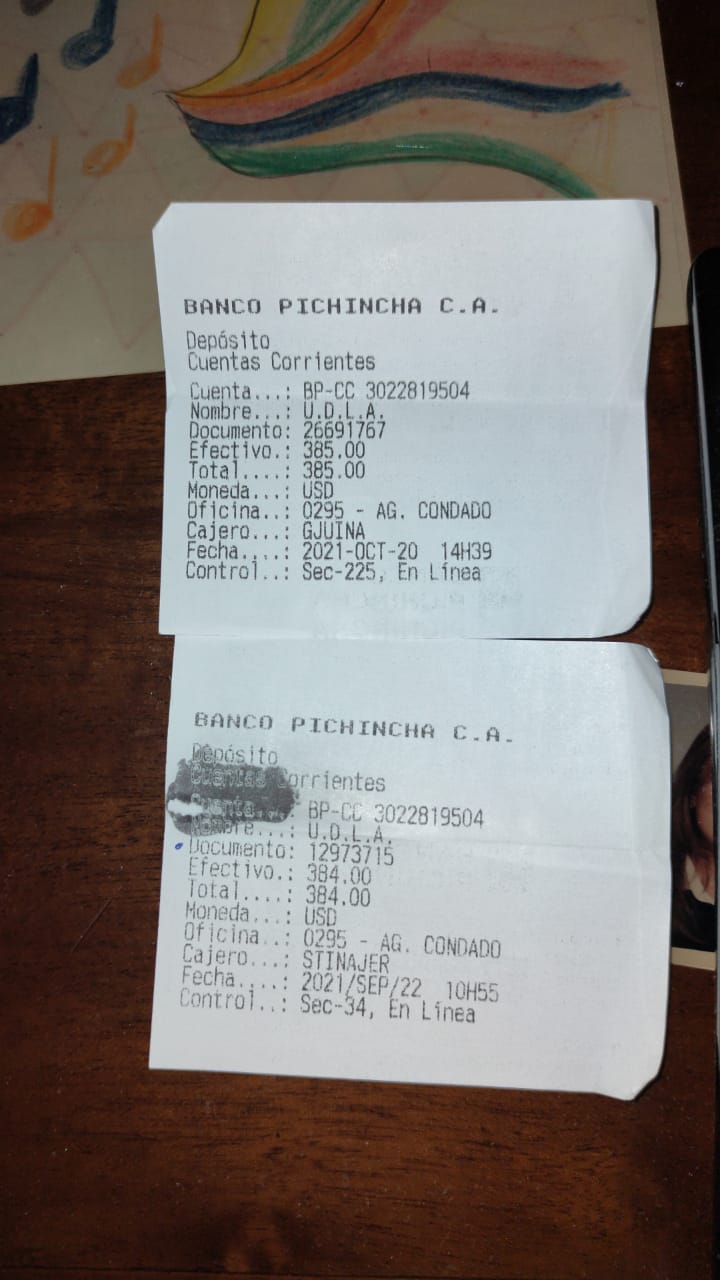 BANCO PICHINCHA C.A.
Depósito
Cuentas Corrientes
Cuenta...: BP-CC 3022819504
Nombre...: U.D.L.A.
Documento: 26691767
Efectivo.: 385.00
Total....: 385.00
Moneda...: USD
Oficina..: 0295 - AG. CONDADO
Cajero...: GJUINA
Fecha....: 2021-OCT-20 14H39
Control..: Sec-225, En Línea
BANCO PICHINCHA C.A.
Depósito
Cuentas Corrientes
Cuenta...: BP-CC 3022819504
Nombre...: U.D.L.A.
Documento: 12973715
Efectivo.: 384.00
Total....: 384.00
Moneda...: USD
Oficina..: 0295 - AG. CONDADO
Cajero...: STINAJER
Fecha....: 2021/SEP/22 10H55
Control..: Sec-34, En Línea